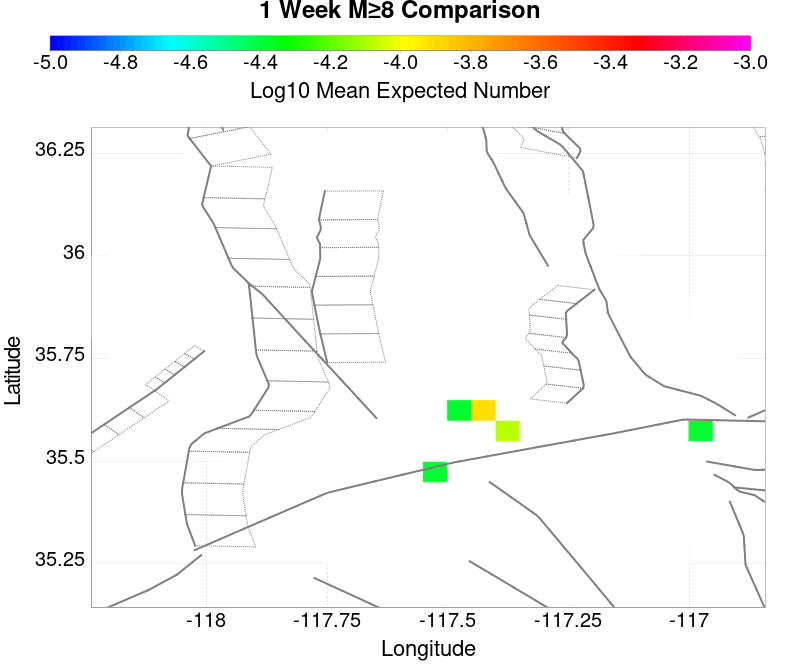 1 Week M≥8 Comparison
-5.0 -4.8 -4.6 -4.4 -4.2 -4.0 -3.8 -3.6 -3.4 -3.2 -3.0
Log10 Mean Expected Number
36.25
36
35.75
35.5
35.25
Latitude
-118 -117.75 -117.5 -117.25 -117
Longitude